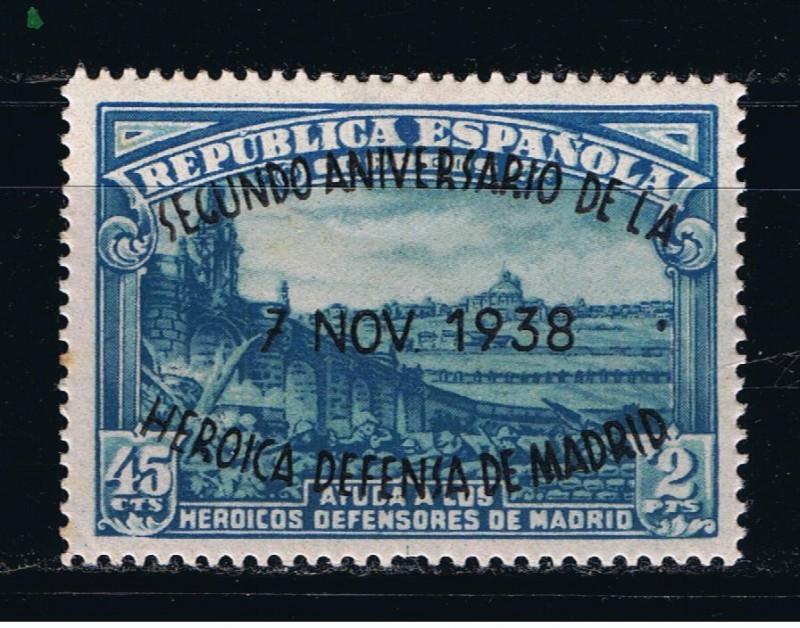 REPÚBLICA ESPAÑOLA
SEGUNDO ANIVERSARIO DE LA
7 NOV. 1938
HEROICA DEFENSA DE MADRID
45 CTS
AYUDA A LOS
HEROICOS DEFENSORES DE MADRID
2 PTS